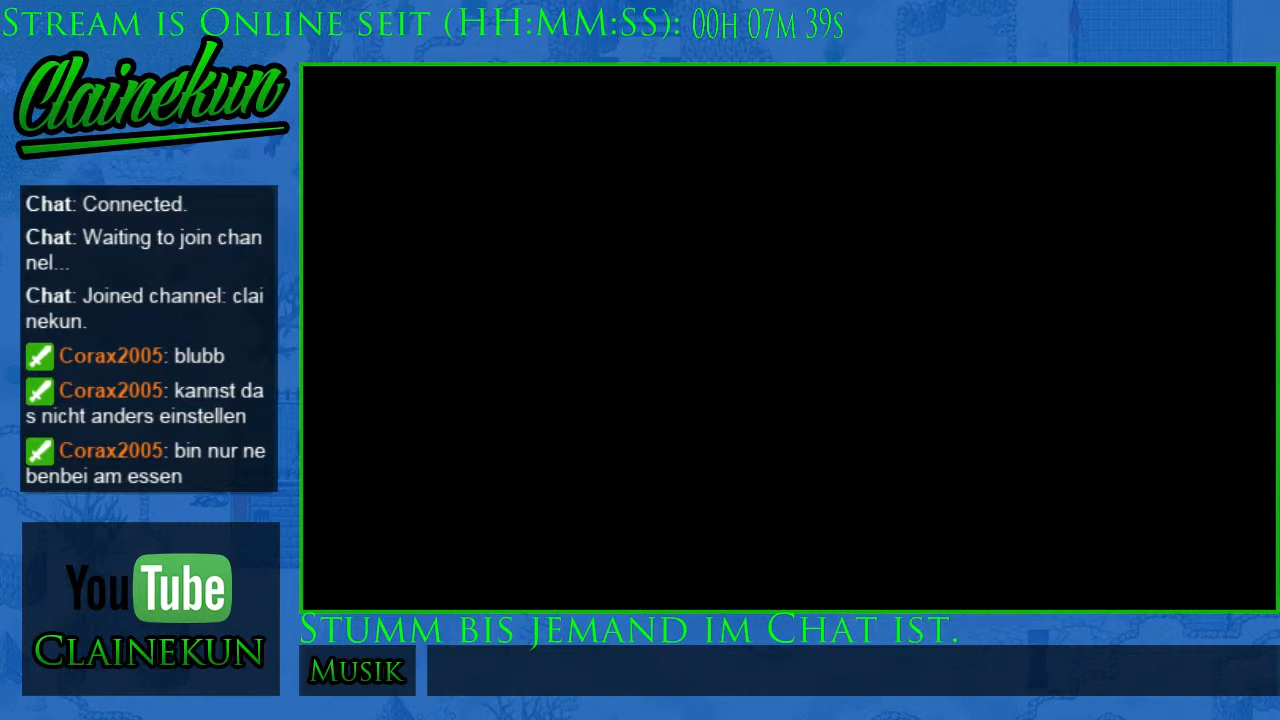 Stream is Online seit (HH:MM:SS): 00h 07m 39s
Clainekun
Chat: Connected.
Chat: Waiting to join chan
nel...
Chat: Joined channel: clai
nekun.
Corax2005: blubb
Corax2005: kannst da
s nicht anders einstellen
Corax2005: bin nur ne
benbei am essen
YouTube
Clainekun
Stumm bis jemand im Chat ist.
Musik